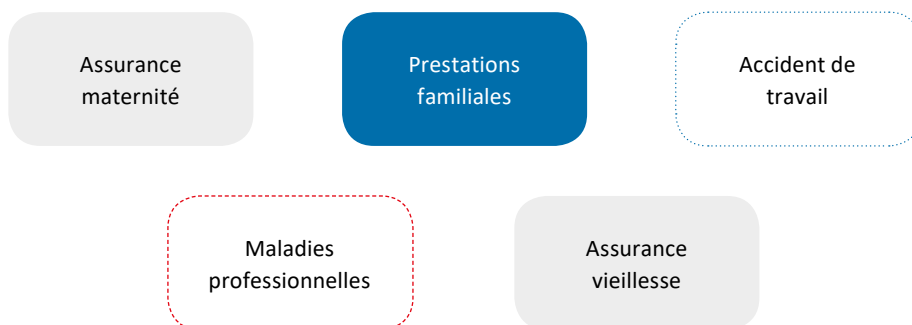 Assurance
maternité
Prestations
familiales
Accident de
travail
Maladies
professionnelles
Assurance
vieillesse